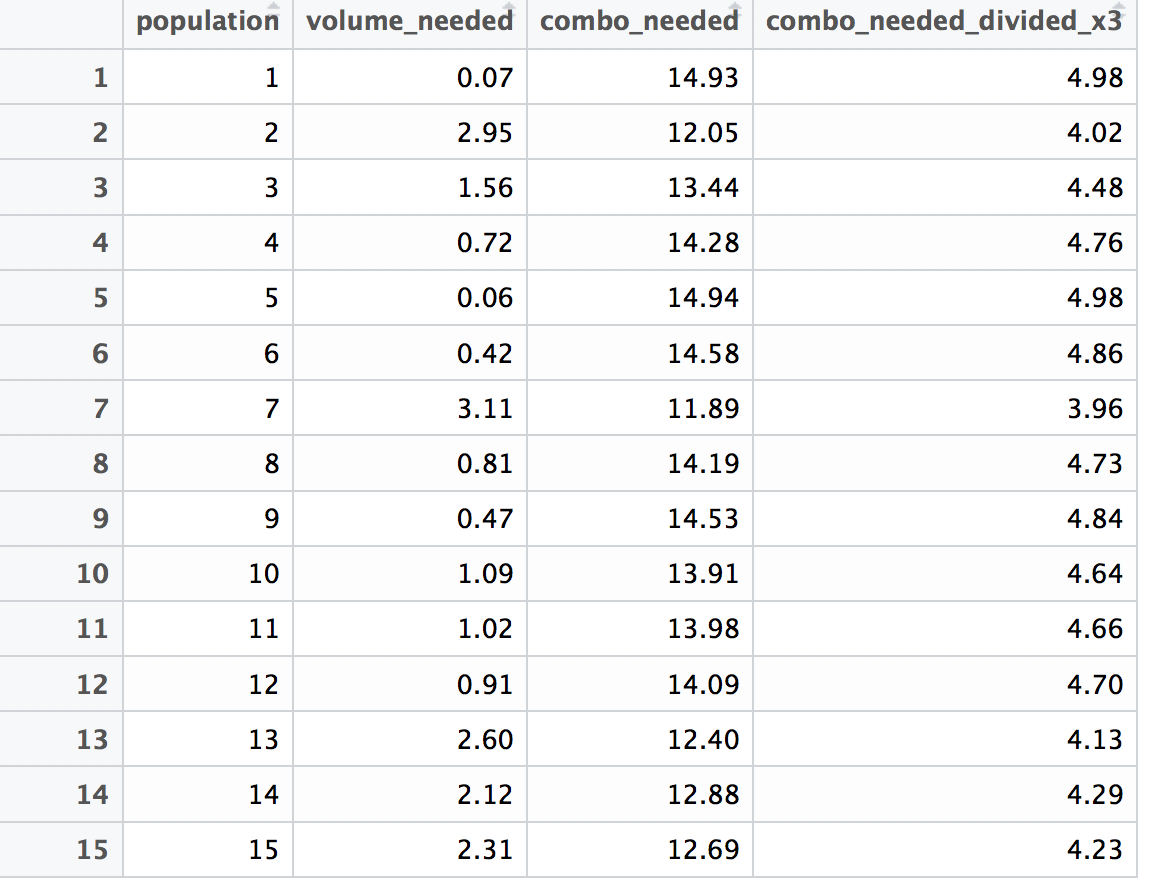 population volume_needed combo_needed combo_needed_divided_x3
1 1 0.07 14.93 4.98
2 2 2.95 12.05 4.02
3 3 1.56 13.44 4.48
4 4 0.72 14.28 4.76
5 5 0.06 14.94 4.98
6 6 0.42 14.58 4.86
7 7 3.11 11.89 3.96
8 8 0.81 14.19 4.73
9 9 0.47 14.53 4.84
10 10 1.09 13.91 4.64
11 11 1.02 13.98 4.66
12 12 0.91 14.09 4.70
13 13 2.60 12.40 4.13
14 14 2.12 12.88 4.29
15 15 2.31 12.69 4.23